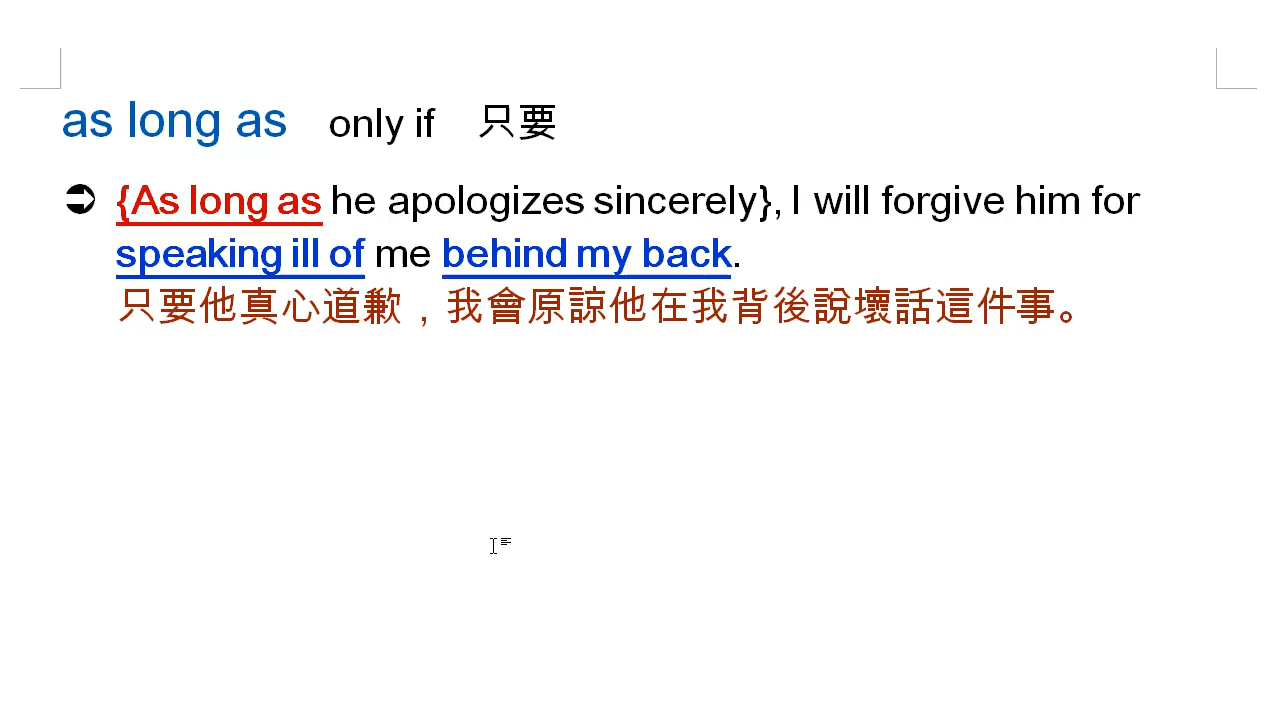 as long as only if 只要
➲ {As long as he apologizes sincerely}, I will forgive him for
speaking ill of me behind my back.
只要他真心道歉，我會原諒他在我背後說壞話這件事。